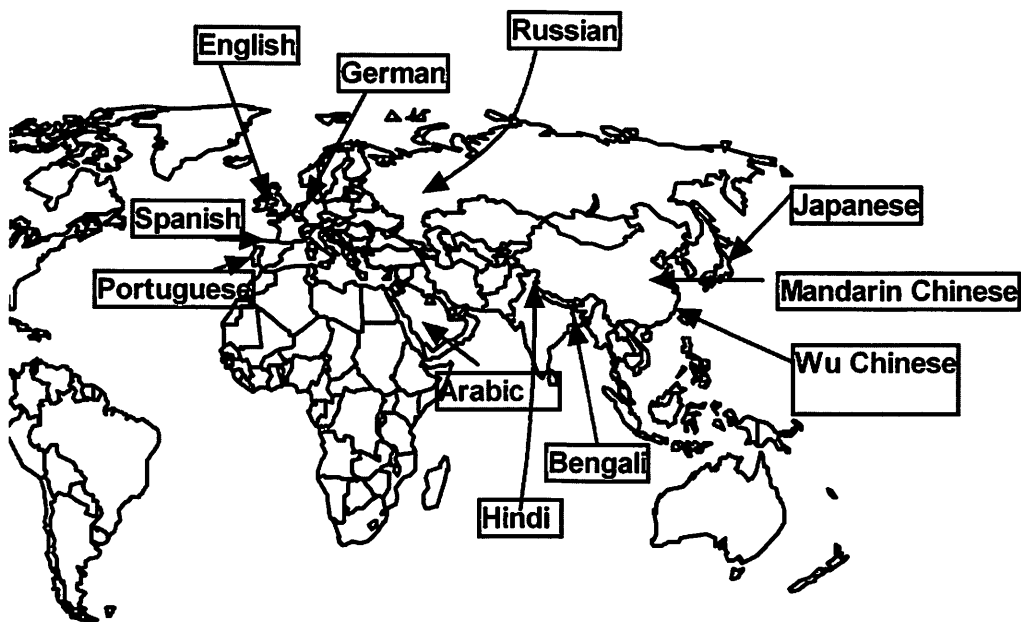 Russian
English
German
Spanish
Japanese
Portuguese
Mandarin Chinese
Wu Chinese
Arabic
Bengali
Hindi